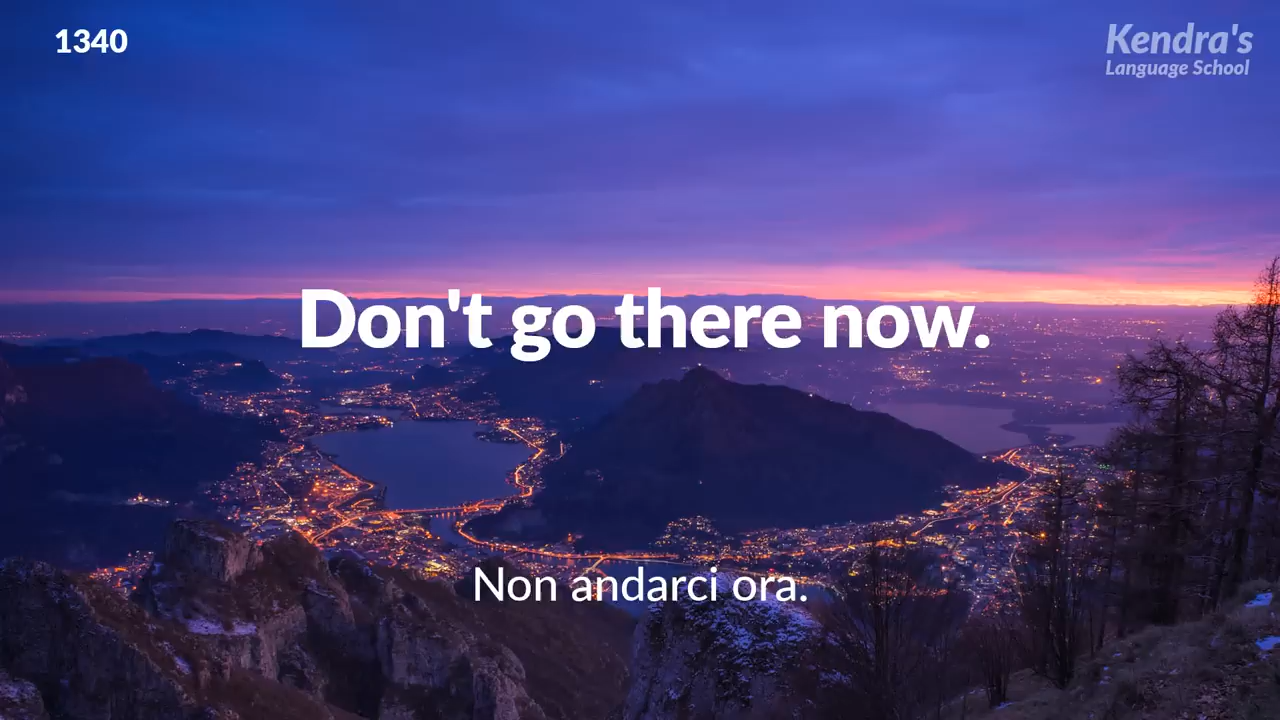 1340
Kendra's
Language School
Don't go there now.
Non andarci ora.